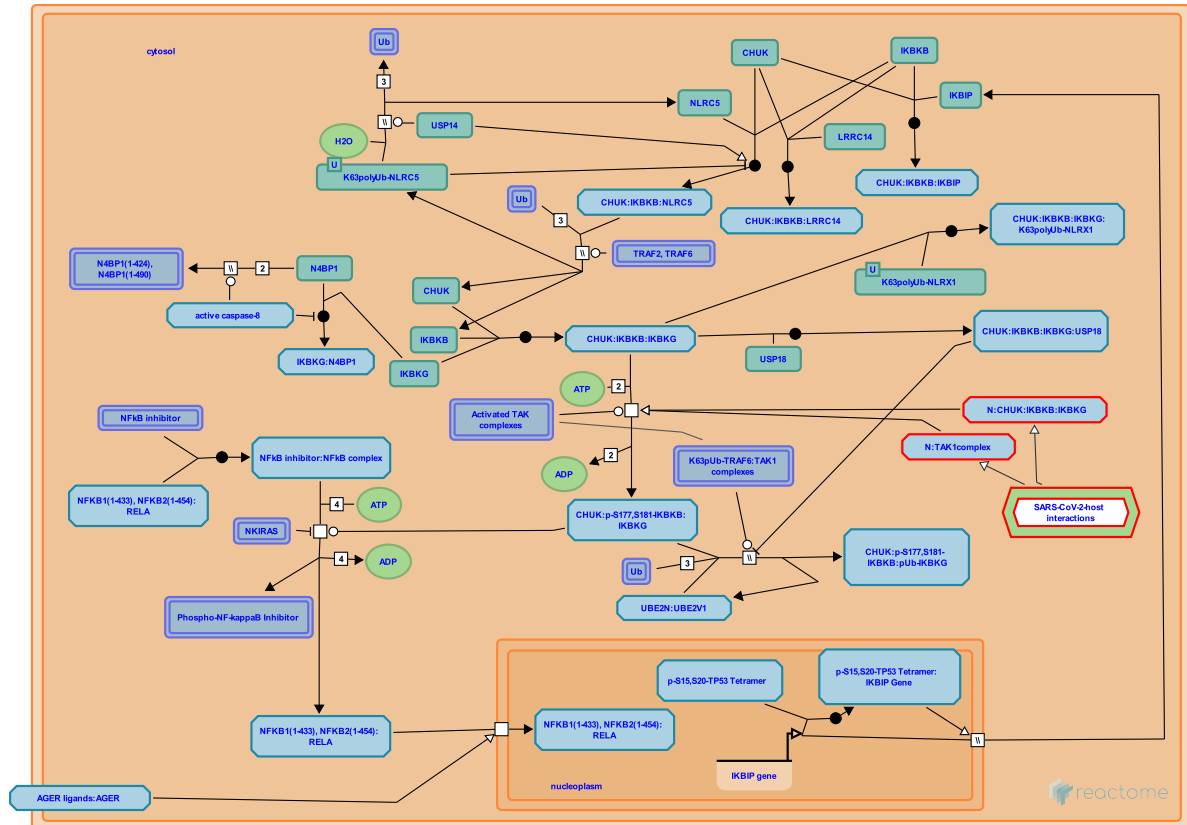 cytosol
Ub
3
\\
USP14
H2O
U
K63polyUb-NLRC5
NLRC5
CHUK
IKBKB
IKBIP
LRRC14
CHUK:IKBKB:IKBIP
CHUK:IKBKB:NLRC5
CHUK:IKBKB:LRRC14
Ub
3
\\
TRAF2, TRAF6
CHUK:IKBKB:IKBKG:
K63polyUb-NLRX1
U
K63polyUb-NLRX1
N4BP1(1-424),
N4BP1(1-490)
\\
2
N4BP1
active caspase-8
IKBKG:N4BP1
CHUK
IKBKB
IKBKG
CHUK:IKBKB:IKBKG
USP18
CHUK:IKBKB:IKBKG:USP18
ATP
2
Activated TAK
complexes
N:CHUK:IKBKB:IKBKG
N:TAK1complex
NFkB inhibitor
NFkB inhibitor:NFkB complex
2
ADP
K63pUb-TRAF6:TAK1
complexes
NFKB1(1-433), NFKB2(1-454):
RELA
SARS-CoV-2-host
interactions
4
ATP
NKIRAS
CHUK:p-S177,S181-IKBKB:
IKBKG
4
ADP
Ub
3
\\
CHUK:p-S177,S181-
IKBKB:pUb-IKBKG
UBE2N:UBE2V1
Phospho-NF-kappaB Inhibitor
p-S15,S20-TP53 Tetramer
p-S15,S20-TP53 Tetramer:
IKBIP Gene
NFKB1(1-433), NFKB2(1-454):
RELA
NFKB1(1-433), NFKB2(1-454):
RELA
\\
IKBIP gene
nucleoplasm
AGER ligands:AGER
reactome